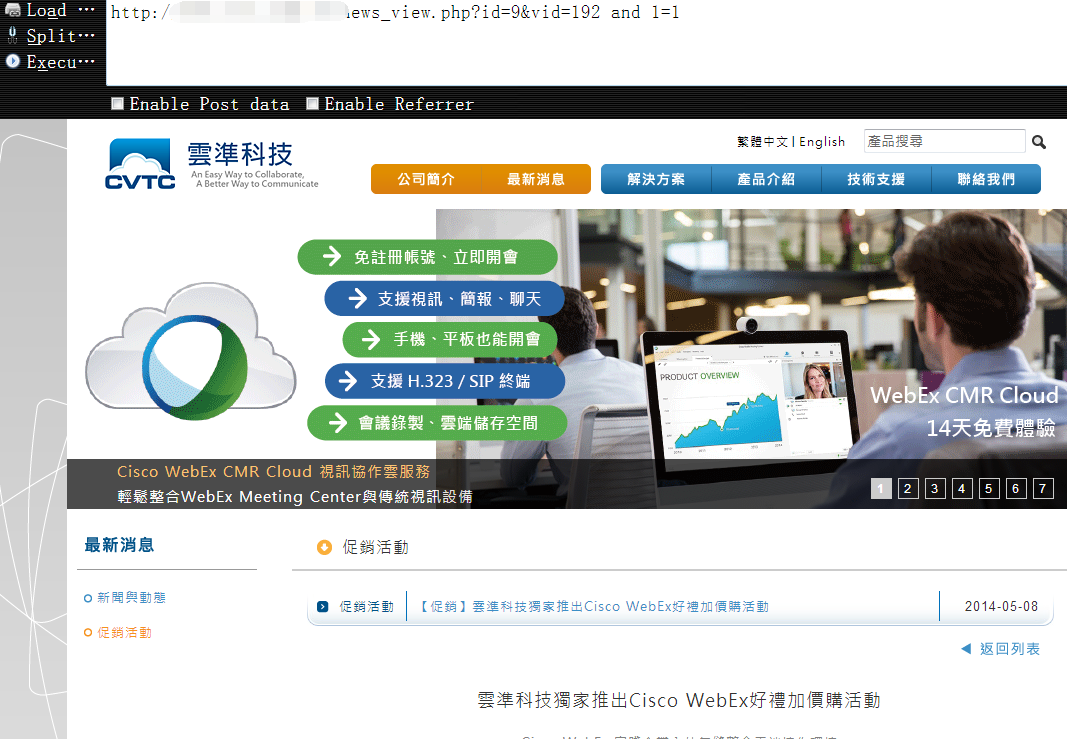 Load ...
http:/
news_view.php?id=9&vid=192 and 1=1
Split...
Execu...
Enable Post data
Enable Referrer
繁體中文 | English
產品搜尋
CVTC
雲準科技
An Easy Way to Collaborate,
A Better Way to Communicate
公司簡介
最新消息
解決方案
產品介紹
技術支援
聯絡我們
免註冊帳號、立即開會
支援視訊、簡報、聊天
手機、平板也能開會
支援 H.323 / SIP 終端
會議錄製、雲端儲存空間
PRODUCT OVERVIEW
WebEx CMR Cloud
14天免費體驗
Cisco WebEx CMR Cloud 視訊協作雲服務
輕鬆整合WebEx Meeting Center與傳統視訊設備
1 2 3 4 5 6 7
最新消息
新聞與動態
促銷活動
促銷活動
促銷活動
【促銷】雲準科技獨家推出Cisco WebEx好禮加價購活動
2014-05-08
返回列表
雲準科技獨家推出Cisco WebEx好禮加價購活動